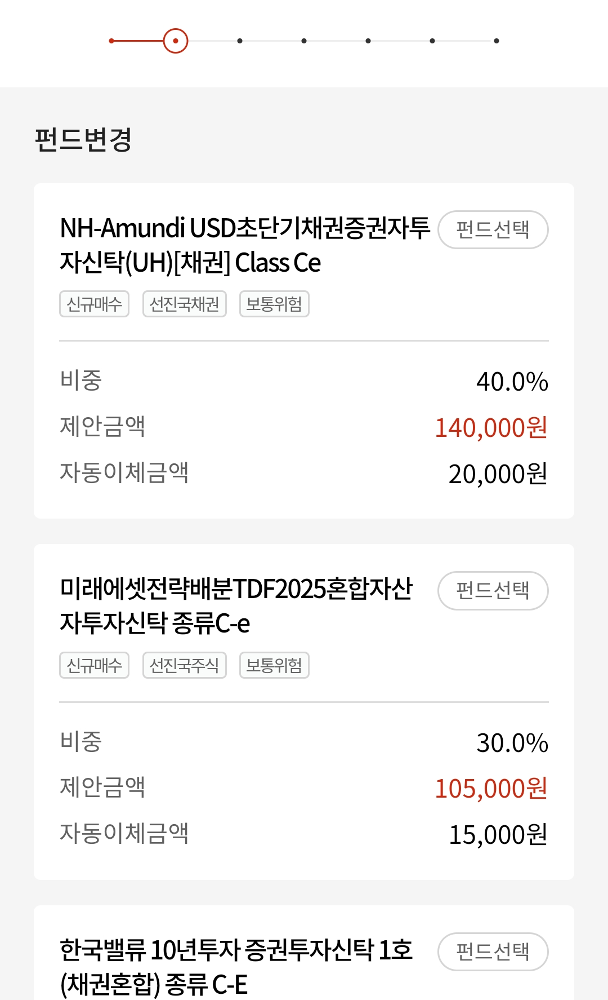 펀드변경
NH-Amundi USD초단기채권증권자투
자신탁(UH)[채권] Class Ce
펀드선택
신규매수 선진국채권 보통위험
비중 40.0%
제안금액 140,000원
자동이체금액 20,000원
미래에셋전략배분TDF2025혼합자산
자투자신탁 종류C-e
펀드선택
신규매수 선진국주식 보통위험
비중 30.0%
제안금액 105,000원
자동이체금액 15,000원
한국밸류 10년투자 증권투자신탁 1호
(채권혼합) 종류 C-E
펀드선택